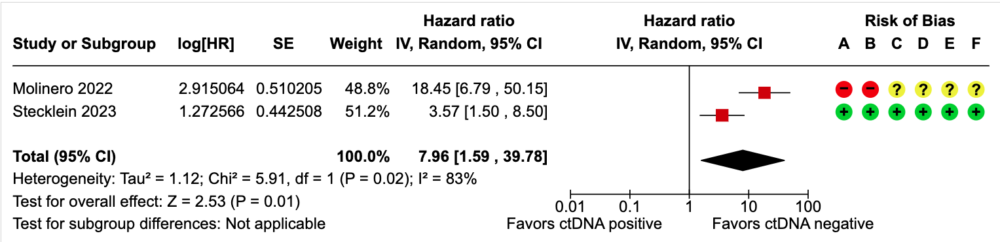 Hazard ratio Hazard ratio Risk of Bias
Study or Subgroup log[HR] SE Weight IV, Random, 95% CI IV, Random, 95% CI A B C D E F
Molinero 2022 2.915064 0.510205 48.8% 18.45 [6.79 , 50.15] − − ? ? ? ?
Stecklein 2023 1.272566 0.442508 51.2% 3.57 [1.50 , 8.50] + + + + + +
Total (95% CI) 100.0% 7.96 [1.59 , 39.78]
Heterogeneity: Tau² = 1.12; Chi² = 5.91, df = 1 (P = 0.02); I² = 83%
Test for overall effect: Z = 2.53 (P = 0.01) 0.01 0.1 1 10 100
Test for subgroup differences: Not applicable Favors ctDNA positive Favors ctDNA negative